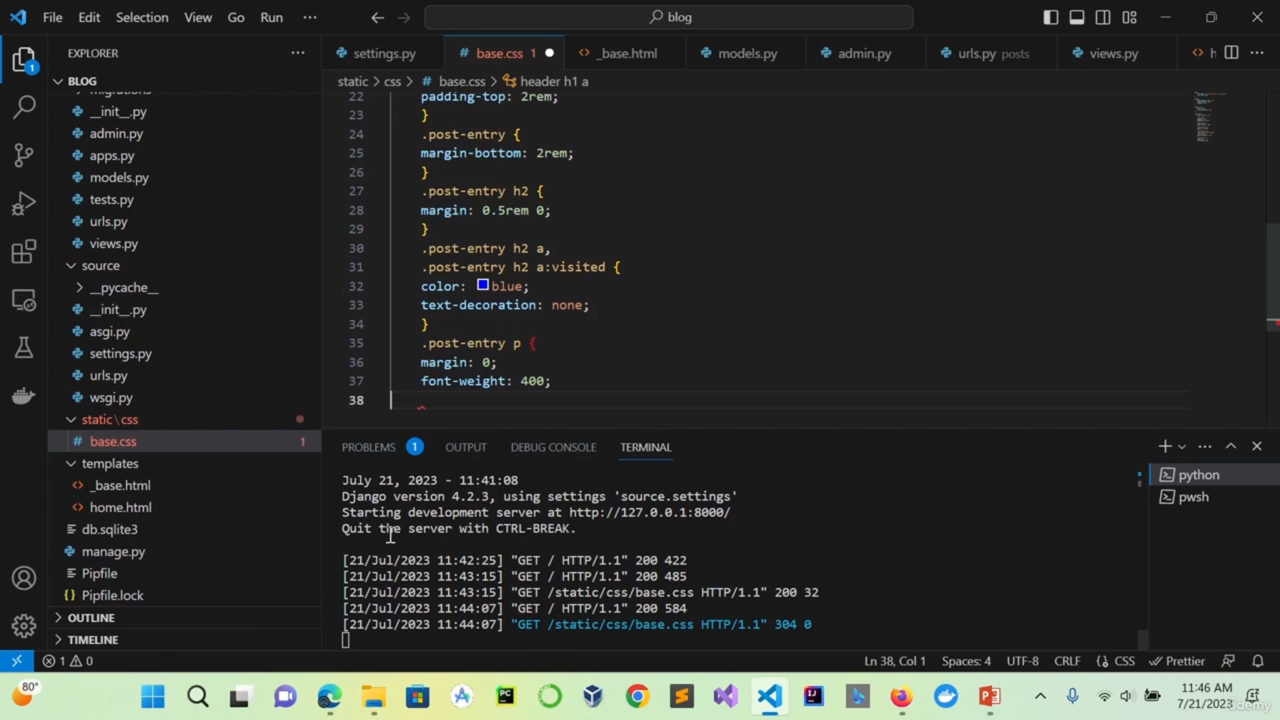 File Edit Selection View Go Run ··· blog
EXPLORER ··· settings.py base.css 1 _base.html models.py admin.py urls.py posts views.py
BLOG
static > css > # base.css > header h1 a
migrations
__init__.py
admin.py
apps.py
models.py
tests.py
urls.py
views.py
source
__pycache__
__init__.py
asgi.py
settings.py
urls.py
wsgi.py
static\css
# base.css 1
templates
<> _base.html
<> home.html
db.sqlite3
manage.py
Pipfile
{} Pipfile.lock
OUTLINE
TIMELINE
22 padding-top: 2rem;
23 }
24 .post-entry {
25 margin-bottom: 2rem;
26 }
27 .post-entry h2 {
28 margin: 0.5rem 0;
29 }
30 .post-entry h2 a,
31 .post-entry h2 a:visited {
32 color: blue;
33 text-decoration: none;
34 }
35 .post-entry p {
36 margin: 0;
37 font-weight: 400;
38
PROBLEMS 1 OUTPUT DEBUG CONSOLE TERMINAL
python
pwsh
July 21, 2023 - 11:41:08
Django version 4.2.3, using settings 'source.settings'
Starting development server at http://127.0.0.1:8000/
Quit the server with CTRL-BREAK.
[21/Jul/2023 11:42:25] "GET / HTTP/1.1" 200 422
[21/Jul/2023 11:43:15] "GET / HTTP/1.1" 200 485
[21/Jul/2023 11:43:15] "GET /static/css/base.css HTTP/1.1" 200 32
[21/Jul/2023 11:44:07] "GET / HTTP/1.1" 200 584
[21/Jul/2023 11:44:07] "GET /static/css/base.css HTTP/1.1" 304 0
1 0 Ln 38, Col 1 Spaces: 4 UTF-8 CRLF {} CSS Prettier
80° 11:46 AM
7/21/2023
Udemy